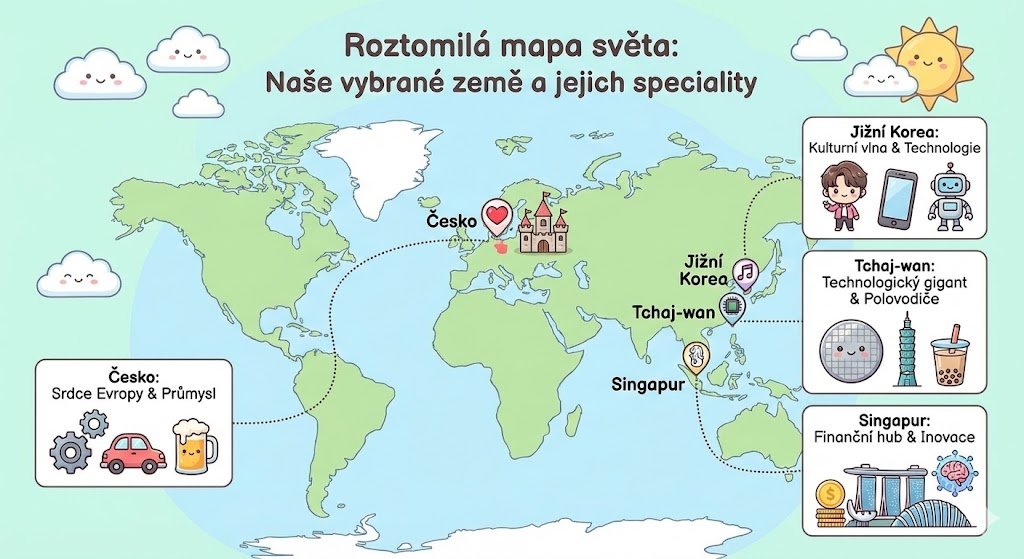 Roztomilá mapa světa:
Naše vybrané země a jejich speciality
Jižní Korea:
Kulturní vlna & Technologie
Česko
Jižní
Korea
Tchaj-wan:
Technologický gigant
& Polovodiče
Tchaj-wan
Singapur
Česko:
Srdce Evropy & Průmysl
Singapur:
Finanční hub & Inovace
$